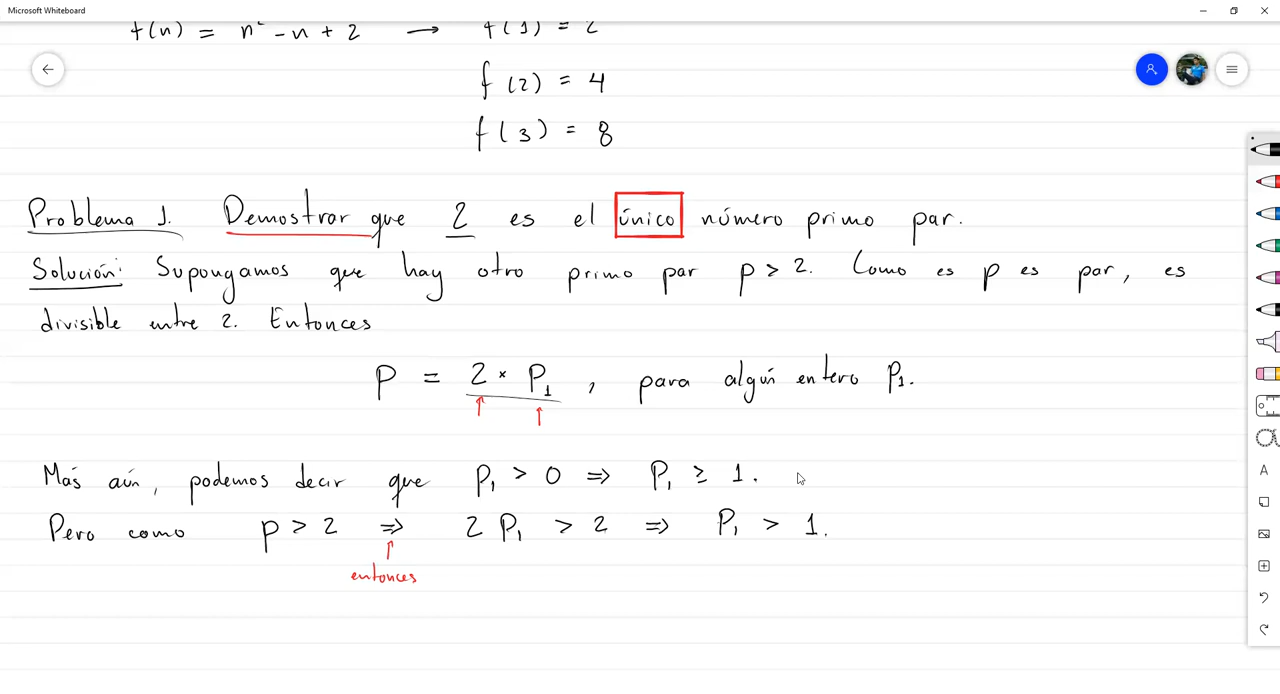 Microsoft Whiteboard
f(n) = n² - n + 2 → f(1) = 2
f(2) = 4
f(3) = 8
Problema 1. Demostrar que 2 es el único número primo par.
Solución: Supongamos que hay otro primo par p > 2. Como es p es par, es
divisible entre 2. Entonces
P = 2 × P₁ , para algún entero P₁.
Más aún, podemos decir que P₁ > 0 ⇒ P₁ ≥ 1.
Pero como p > 2 ⇒ 2 P₁ > 2 ⇒ P₁ > 1.
entonces